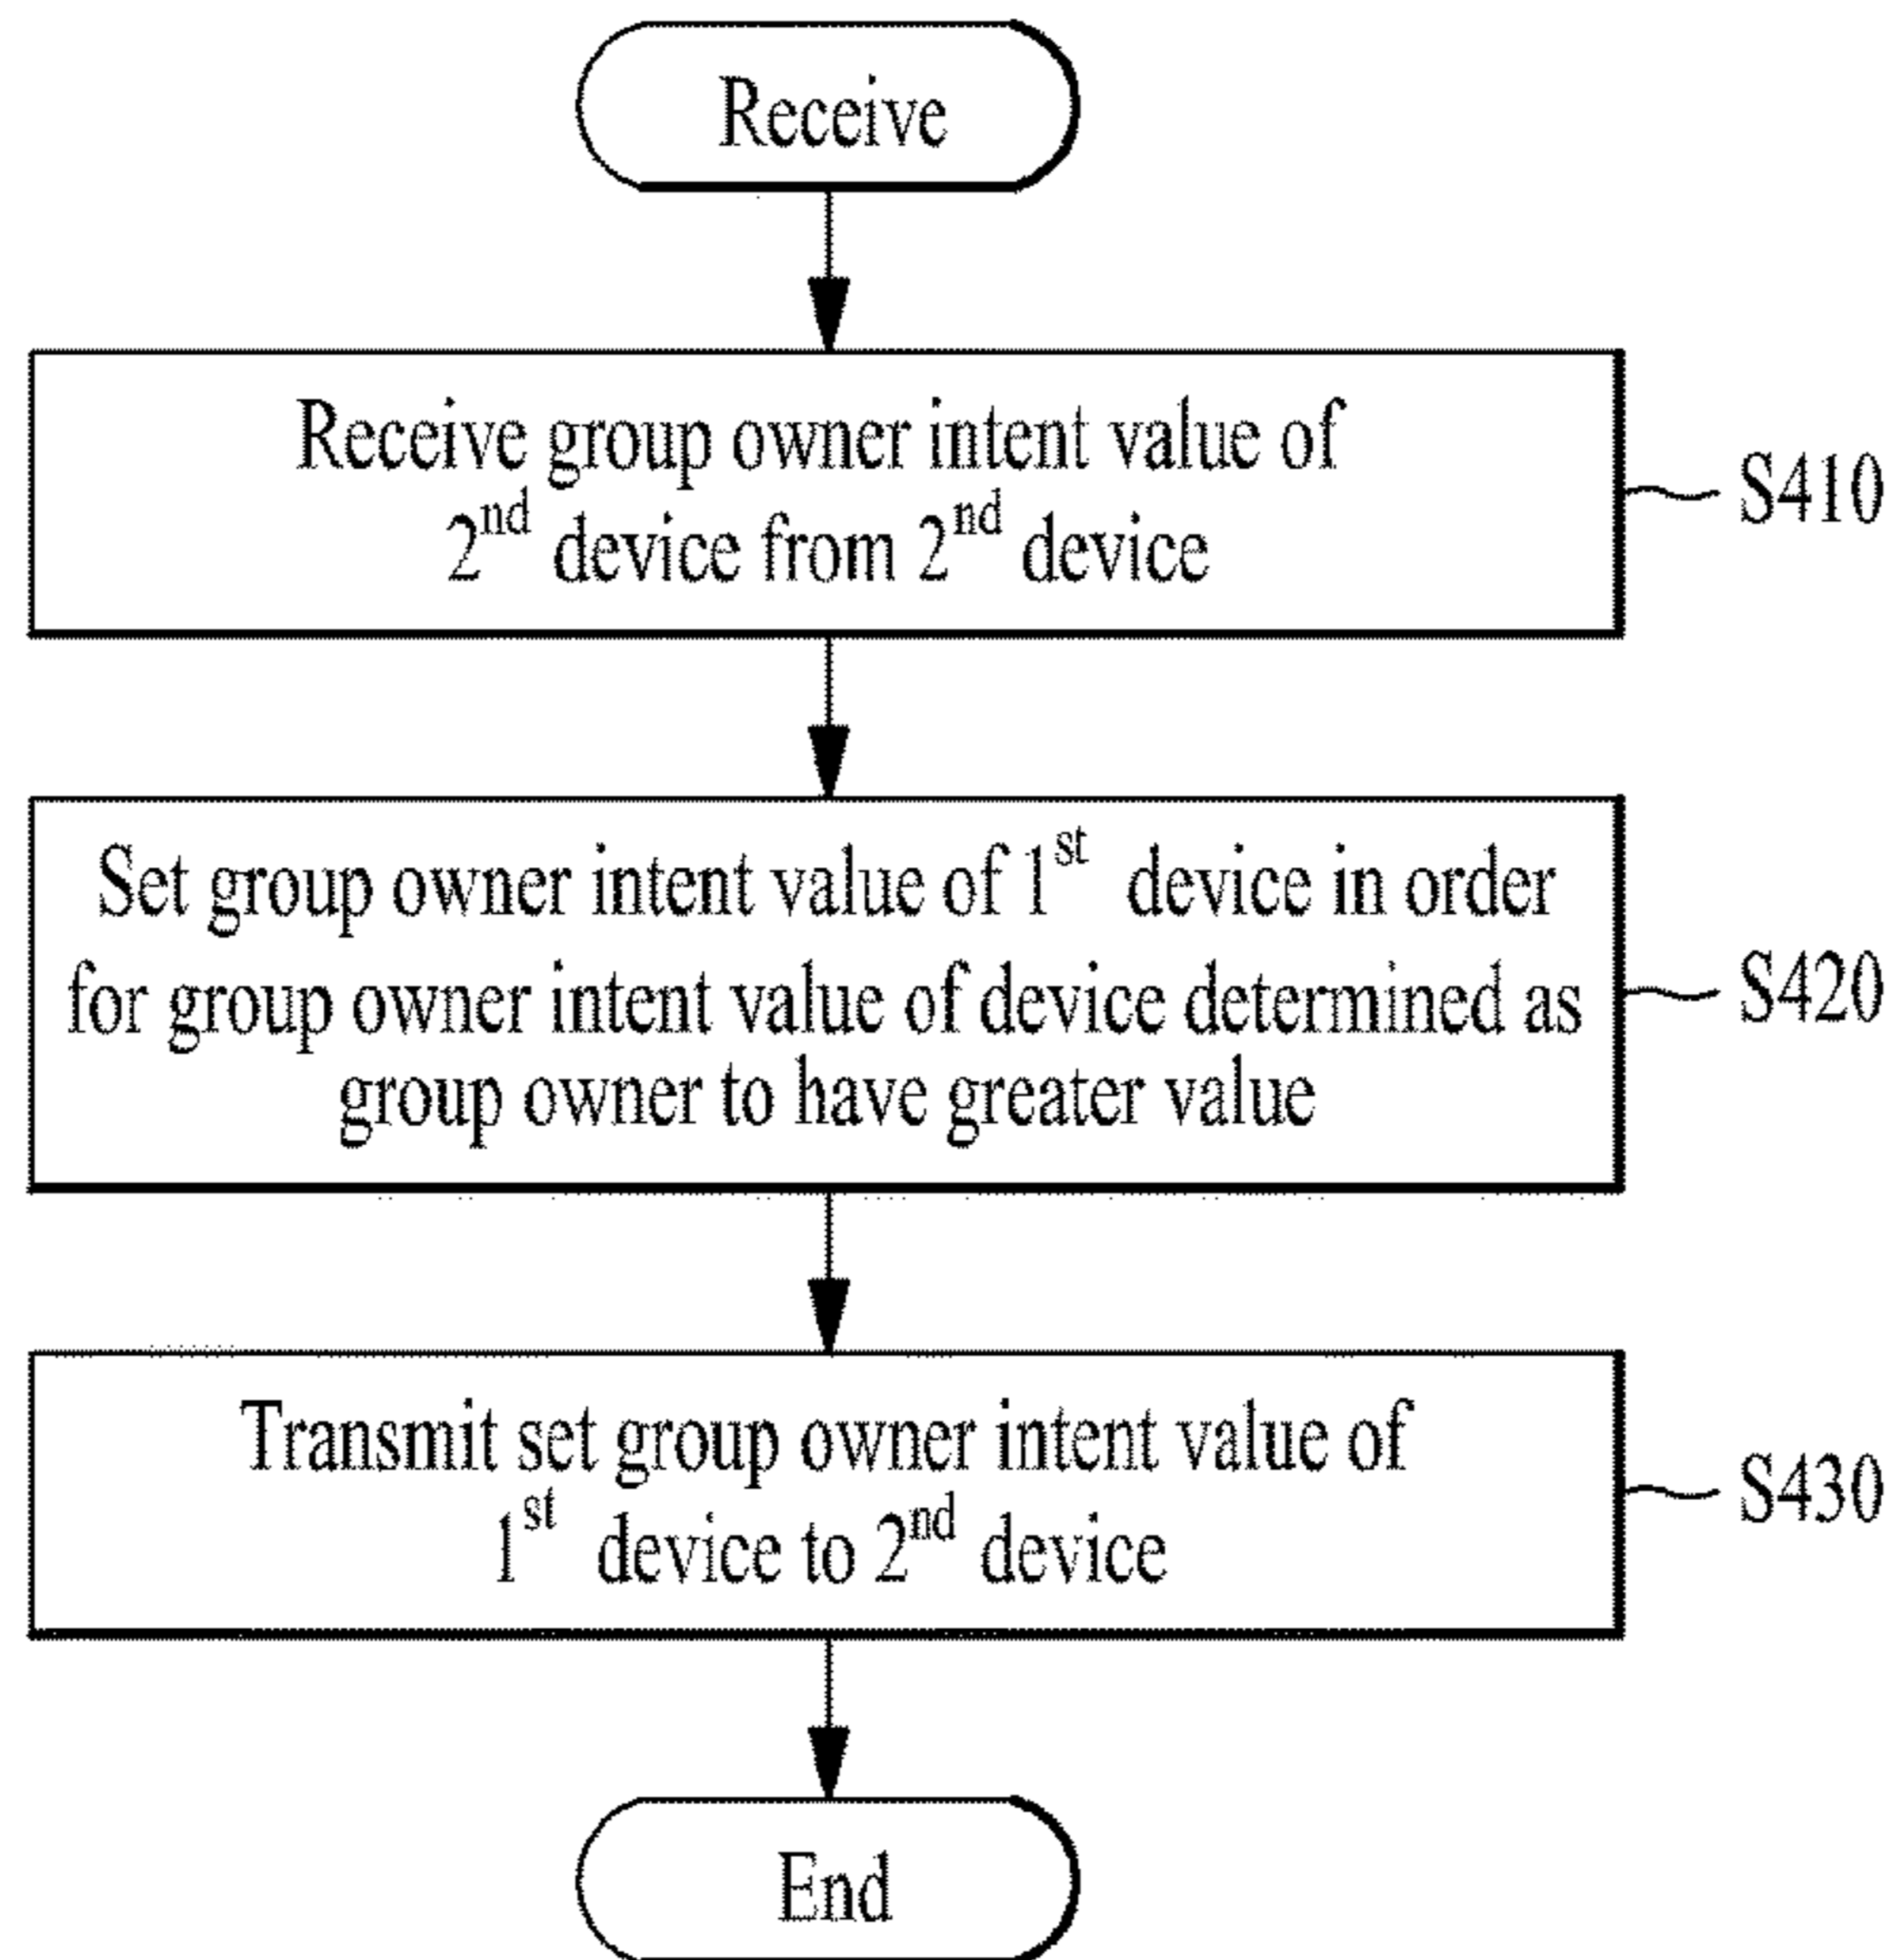 Receive
Receive group owner intent value of
2nd device from 2nd device
S410
Set group owner intent value of 1st device in order
for group owner intent value of device determined as
group owner to have greater value
S420
Transmit set group owner intent value of
1st device to 2nd device
S430
End